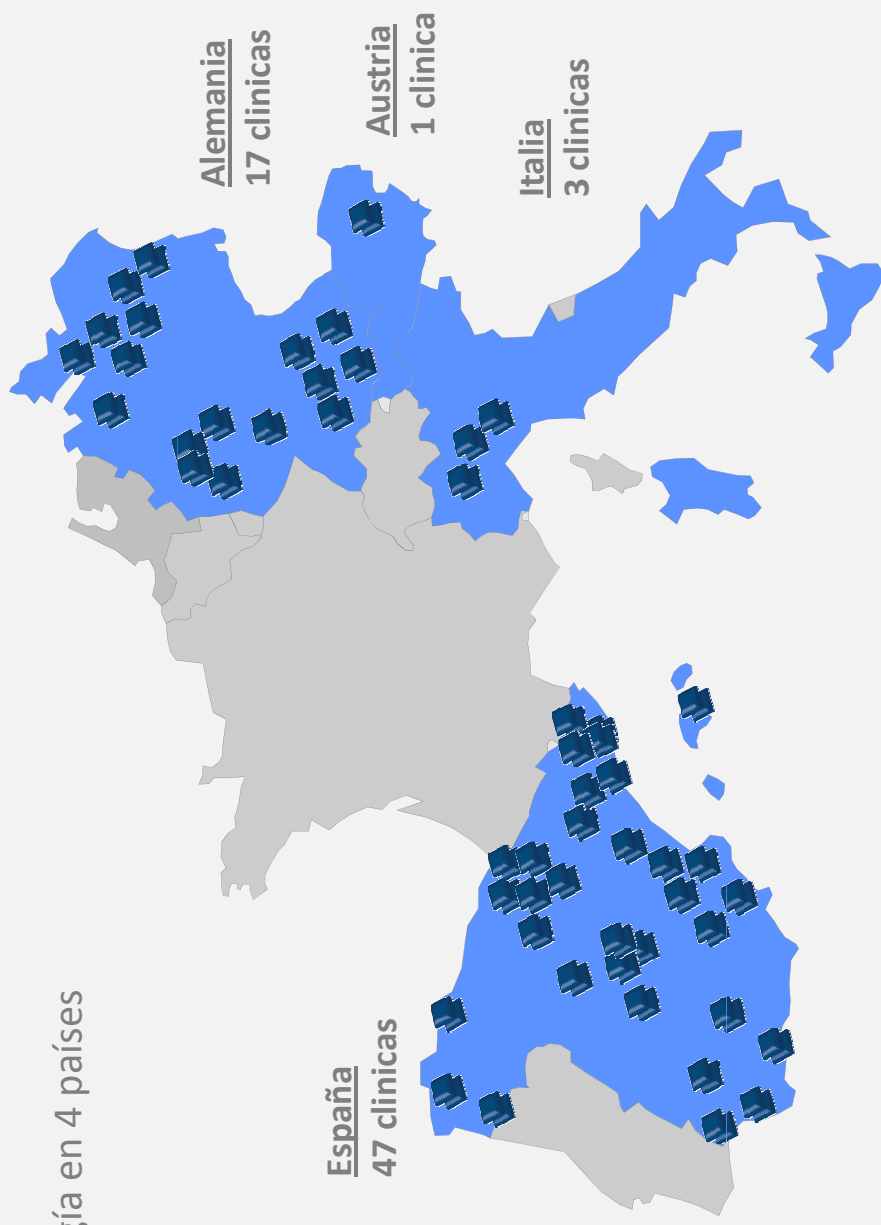 ía en 4 países
España
47 clinicas
Alemania
17 clinicas
Austria
1 clinica
Italia
3 clinicas